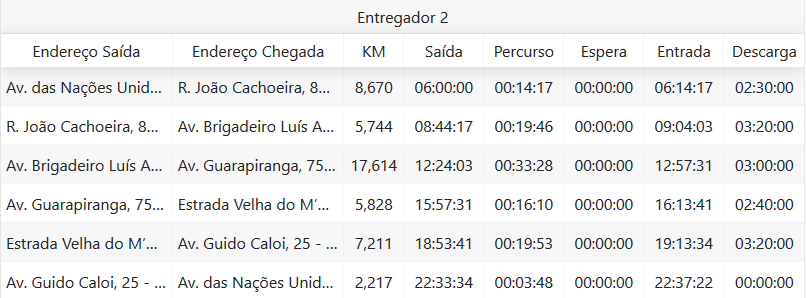 Entregador 2
Endereço Saída Endereço Chegada KM Saída Percurso Espera Entrada Descarga
Av. das Nações Unid... R. João Cachoeira, 8... 8,670 06:00:00 00:14:17 00:00:00 06:14:17 02:30:00
R. João Cachoeira, 8... Av. Brigadeiro Luís A... 5,744 08:44:17 00:19:46 00:00:00 09:04:03 03:20:00
Av. Brigadeiro Luís A... Av. Guarapiranga, 75... 17,614 12:24:03 00:33:28 00:00:00 12:57:31 03:00:00
Av. Guarapiranga, 75... Estrada Velha do M’... 5,828 15:57:31 00:16:10 00:00:00 16:13:41 02:40:00
Estrada Velha do M’... Av. Guido Caloi, 25 - ... 7,211 18:53:41 00:19:53 00:00:00 19:13:34 03:20:00
Av. Guido Caloi, 25 - ... Av. das Nações Unid... 2,217 22:33:34 00:03:48 00:00:00 22:37:22 00:00:00